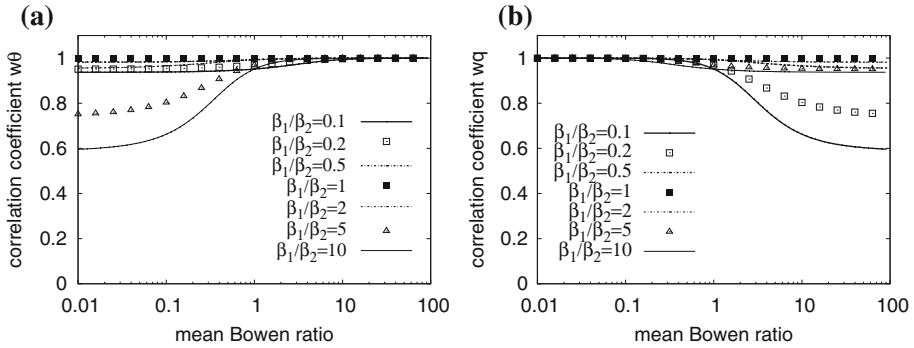 (a)
correlation coefficient wθ
1
0.8
0.6
0.4
0.2
0
0.01 0.1 1 10 100
mean Bowen ratio
β1/β2=0.1
β1/β2=0.2
β1/β2=0.5
β1/β2=1
β1/β2=2
β1/β2=5
β1/β2=10
(b)
correlation coefficient wq
1
0.8
0.6
0.4
0.2
0
0.01 0.1 1 10 100
mean Bowen ratio
β1/β2=0.1
β1/β2=0.2
β1/β2=0.5
β1/β2=1
β1/β2=2
β1/β2=5
β1/β2=10